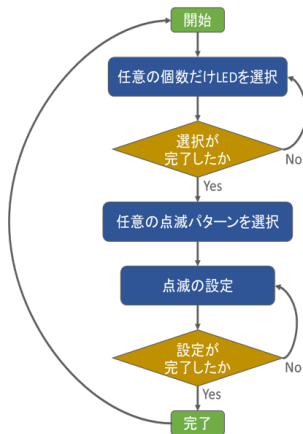 開始
任意の個数だけLEDを選択
選択が
完了したか
No
Yes
任意の点滅パターンを選択
点滅の設定
設定が
完了したか
No
Yes
完了